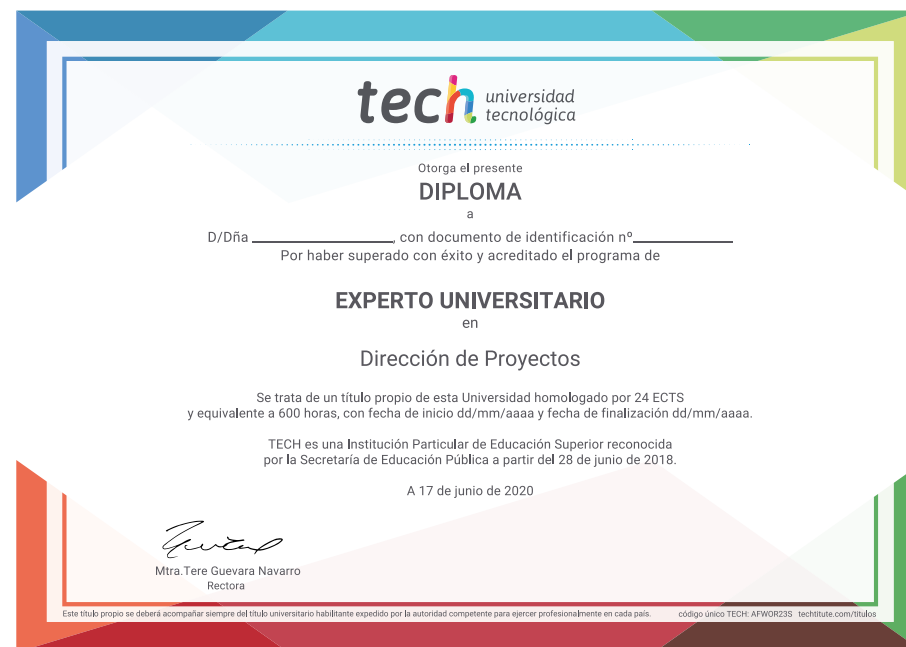 tech universidad
tecnológica
Otorga el presente
DIPLOMA
a
D/Dña ____________________, con documento de identificación nº______________
Por haber superado con éxito y acreditado el programa de
EXPERTO UNIVERSITARIO
en
Dirección de Proyectos
Se trata de un título propio de esta Universidad homologado por 24 ECTS
y equivalente a 600 horas, con fecha de inicio dd/mm/aaaa y fecha de finalización dd/mm/aaaa.
TECH es una Institución Particular de Educación Superior reconocida
por la Secretaría de Educación Pública a partir del 28 de junio de 2018.
A 17 de junio de 2020
Mtra.Tere Guevara Navarro
Rectora
Este título propio se deberá acompañar siempre del título universitario habilitante expedido por la autoridad competente para ejercer profesionalmente en cada país. código único TECH: AFWOR23S techtitute.com/titulos